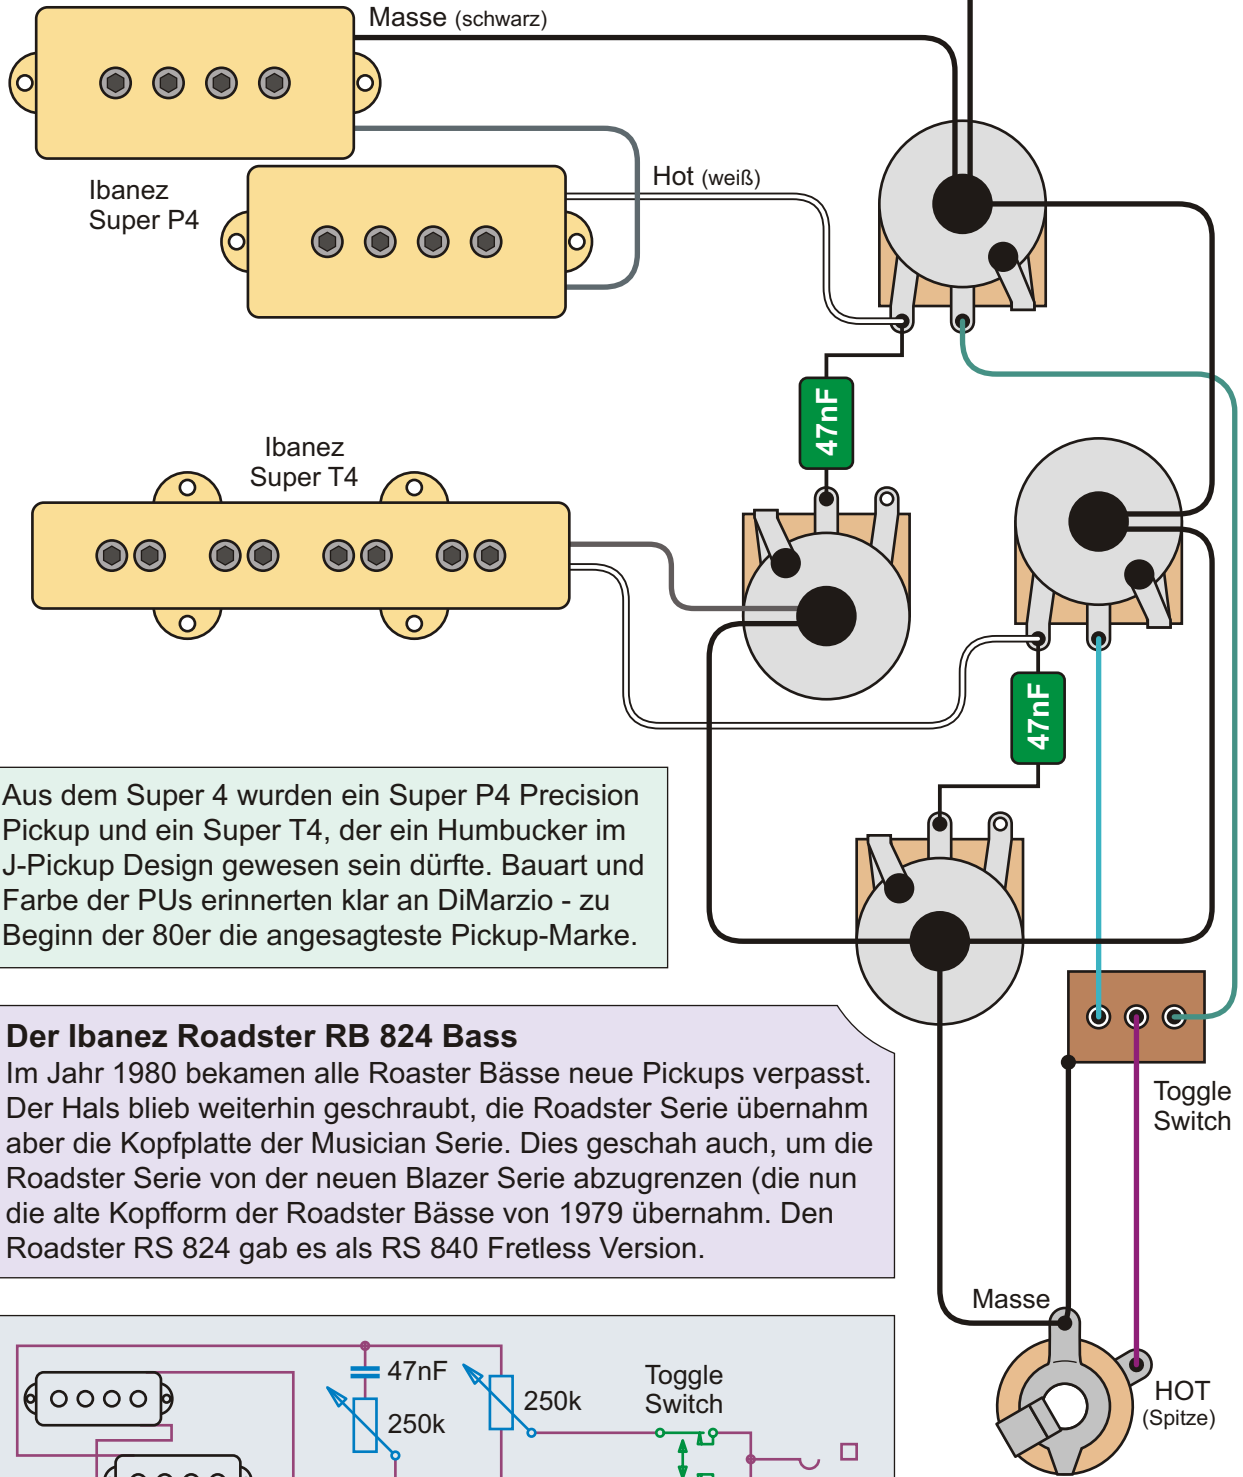 Masse (schwarz)
Ibanez
Super P4
Hot (weiß)
47nF
Ibanez
Super T4
47nF
Aus dem Super 4 wurden ein Super P4 Precision
Pickup und ein Super T4, der ein Humbucker im
J-Pickup Design gewesen sein dürfte. Bauart und
Farbe der PUs erinnerten klar an DiMarzio - zu
Beginn der 80er die angesagteste Pickup-Marke.
Der Ibanez Roadster RB 824 Bass
Im Jahr 1980 bekamen alle Roaster Bässe neue Pickups verpasst.
Der Hals blieb weiterhin geschraubt, die Roadster Serie übernahm
aber die Kopfplatte der Musician Serie. Dies geschah auch, um die
Roadster Serie von der neuen Blazer Serie abzugrenzen (die nun
die alte Kopfform der Roadster Bässe von 1979 übernahm. Den
Roadster RS 824 gab es als RS 840 Fretless Version.
Toggle
Switch
Masse
HOT
(Spitze)
47nF
250k
250k
Toggle
Switch